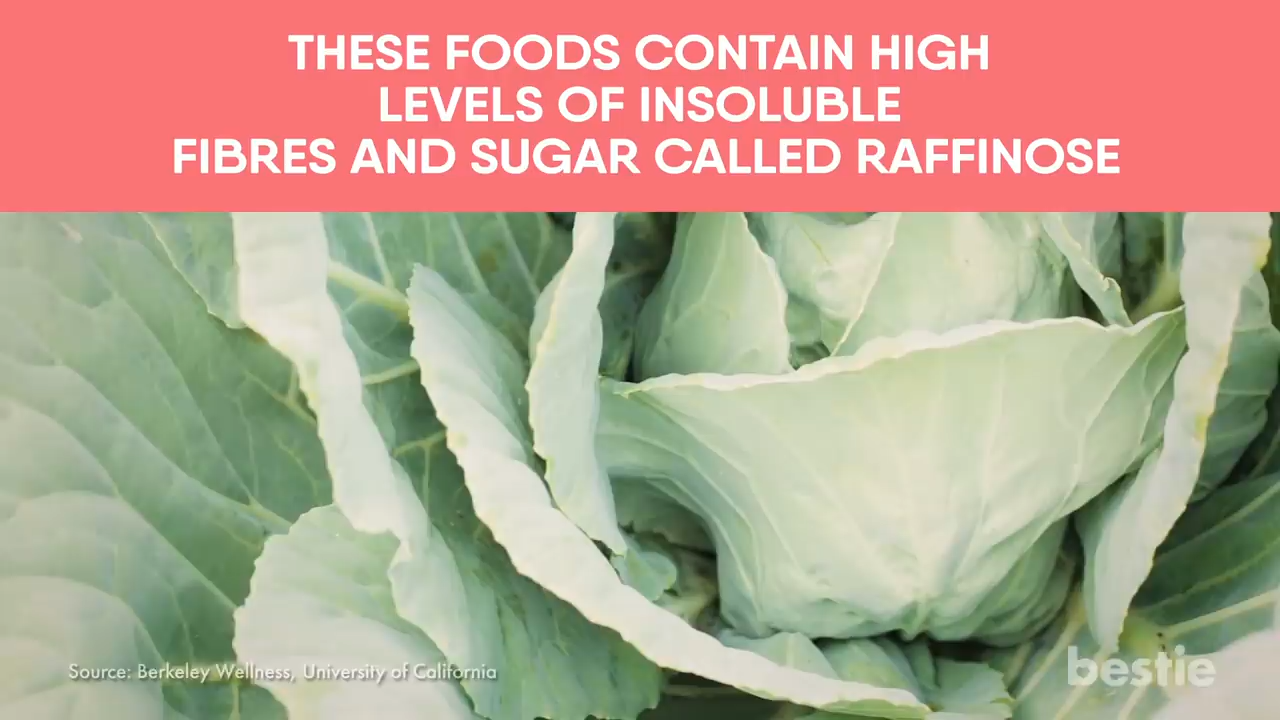 THESE FOODS CONTAIN HIGH
LEVELS OF INSOLUBLE
FIBRES AND SUGAR CALLED RAFFINOSE
Source: Berkeley Wellness, University of California
bestie